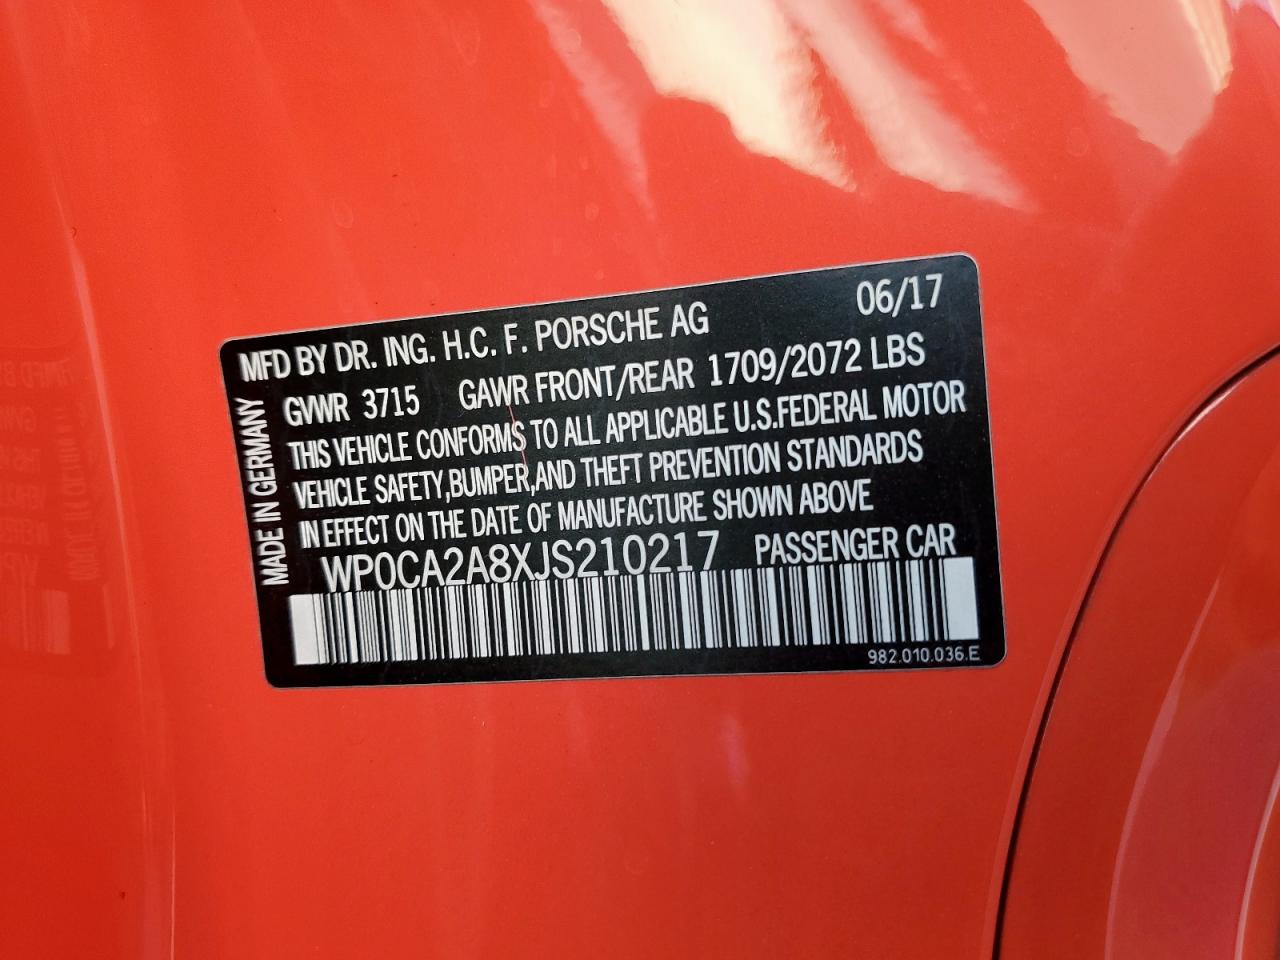 MFD BY DR. ING. H.C. F. PORSCHE AG 06/17
GVWR 3715 GAWR FRONT/REAR 1709/2072 LBS
THIS VEHICLE CONFORMS TO ALL APPLICABLE U.S.FEDERAL MOTOR
VEHICLE SAFETY,BUMPER,AND THEFT PREVENTION STANDARDS
IN EFFECT ON THE DATE OF MANUFACTURE SHOWN ABOVE
WP0CA2A8XJS210217 PASSENGER CAR
982.010.036.E
MADE IN GERMANY